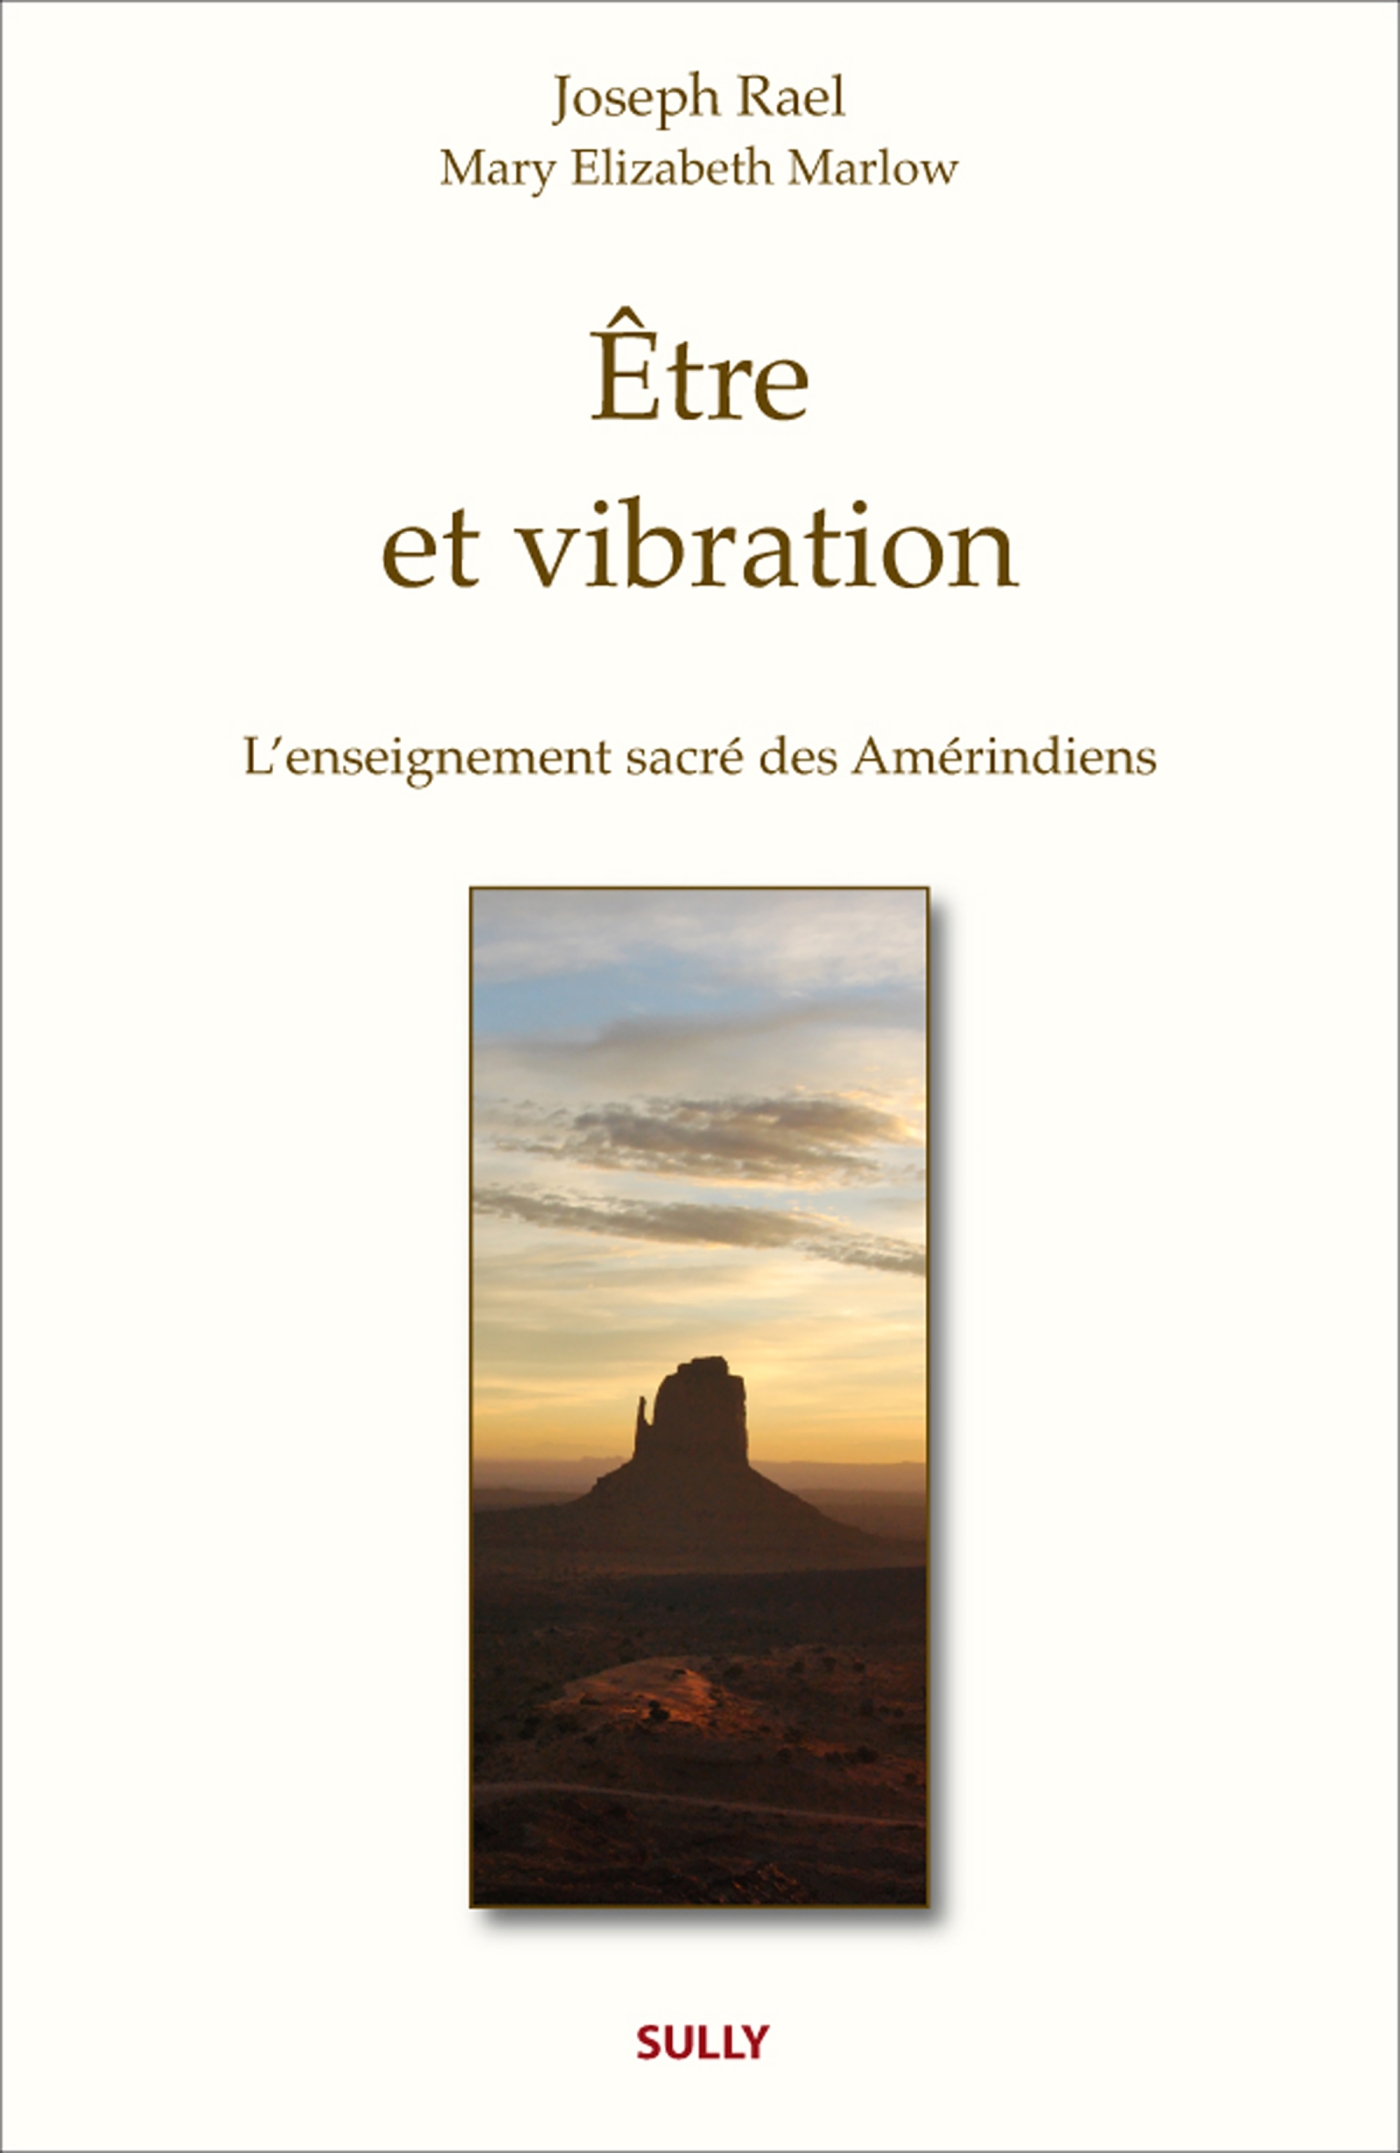 Joseph Rael
Mary Elizabeth Marlow
Être
et vibration
L’enseignement sacré des Amérindiens
SULLY